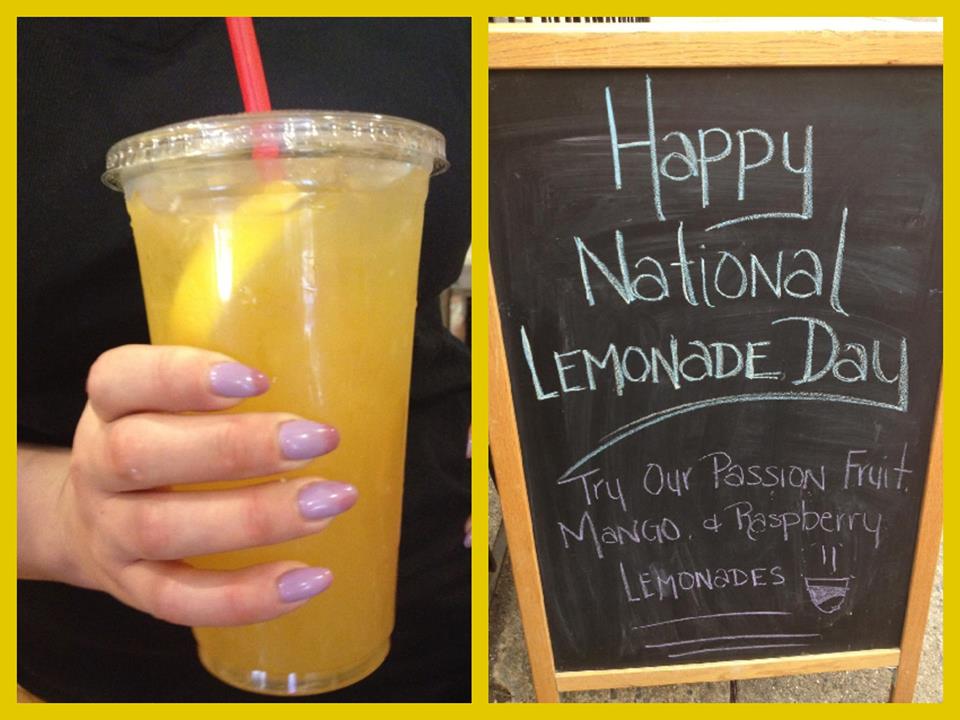 Happy
National
LEMONADE Day
Try Our Passion Fruit,
MANGO, & Raspberry
LEMONADES